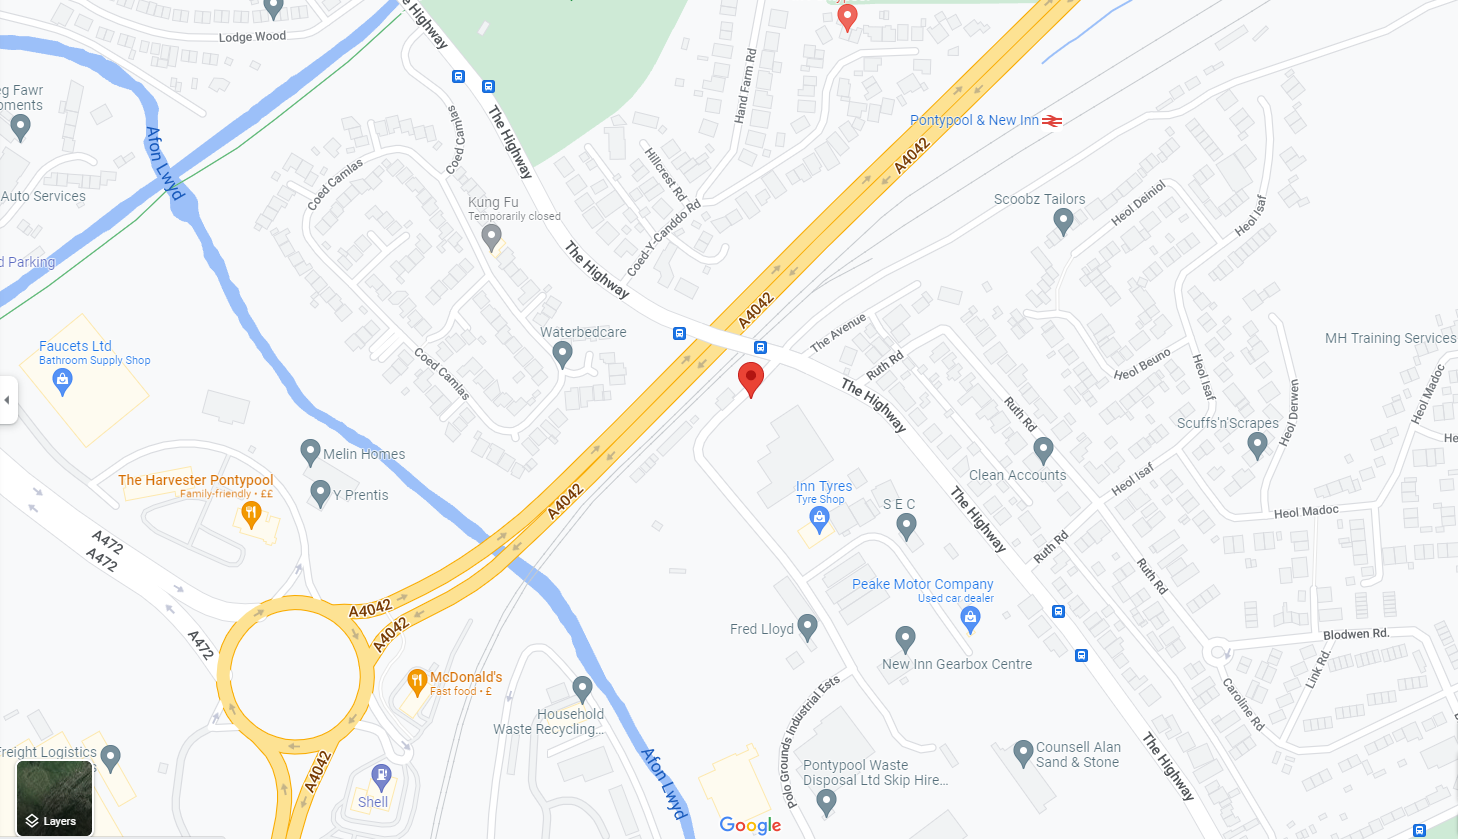 The Highway
Lodge Wood
eg Fawr
pments
Hand Farm Rd
Afon Lwyd
The Highway
Coed Camlas
Pontypool & New Inn
A4042
Hillcrest Rd
Coed Camlas
Auto Services
Kung Fu
Temporarily closed
Scoobz Tailors
Heol Deiniol
Heol Isaf
Coed-Y-Canddo Rd
The Highway
d Parking
A4042
Waterbedcare
The Avenue
MH Training Services
Faucets Ltd
Bathroom Supply Shop
Coed Camlas
Ruth Rd
Heol Beuno
Heol Isaf
The Highway
Heol Madoc
Ruth Rd
Heol Derwen
Scuffs'n'Scrapes
He
Melin Homes
Clean Accounts
The Harvester Pontypool
Family-friendly • ££
Heol Isaf
Y Prentis
Inn Tyres
Tyre Shop
A4042
S E C
The Highway
Heol Madoc
A472
A472
Ruth Rd
Ruth Rd
Peake Motor Company
Used car dealer
A4042
A4042
A472
Fred Lloyd
Blodwen Rd.
New Inn Gearbox Centre
Link Rd.
McDonald's
Fast food • £
Caroline Rd
Polo Grounds Industrial Ests
Household
Waste Recycling...
Freight Logistics
s
Counsell Alan
Sand & Stone
The Highway
A4042
Afon Lwyd
Pontypool Waste
Disposal Ltd Skip Hire...
Shell
Layers
Google